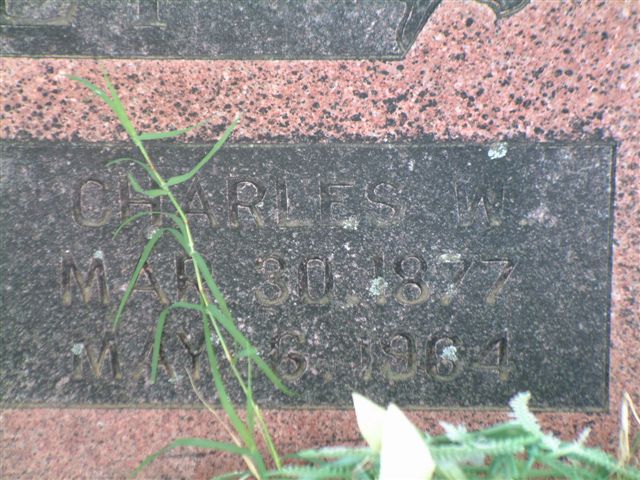 CHARLES W.
MAR. 30, 1877
MAY 6, 1964